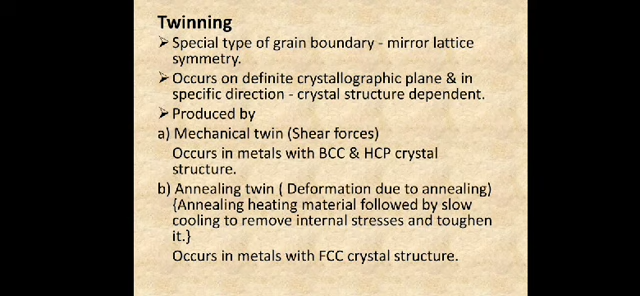 Twinning
➢ Special type of grain boundary - mirror lattice
symmetry.
➢ Occurs on definite crystallographic plane & in
specific direction - crystal structure dependent.
➢ Produced by
a) Mechanical twin (Shear forces)
Occurs in metals with BCC & HCP crystal
structure.
b) Annealing twin ( Deformation due to annealing)
{Annealing heating material followed by slow
cooling to remove internal stresses and toughen
it.}
Occurs in metals with FCC crystal structure.